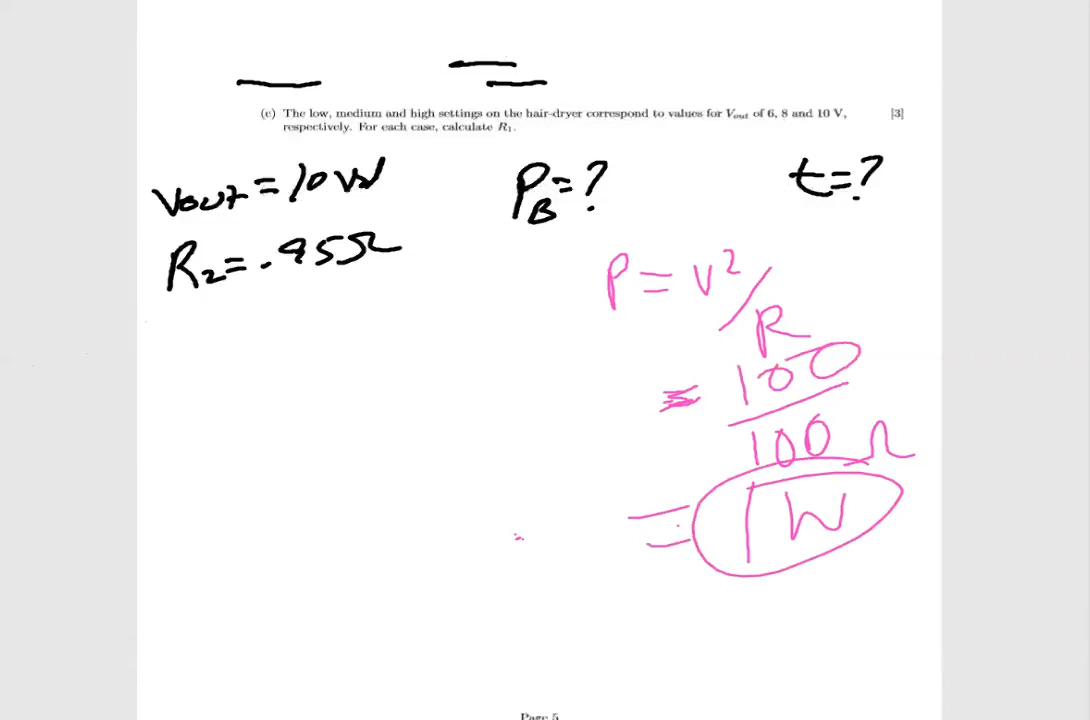 (c) The low, medium and high settings on the hair-dryer correspond to values for Vout of 6, 8 and 10 V, [3]
respectively. For each case, calculate R1.
Vout = 10 W
PB = ?
t = ?
R2 = .95Ω
P = V²/R
= 100/100 Ω
= 1W
Page 5